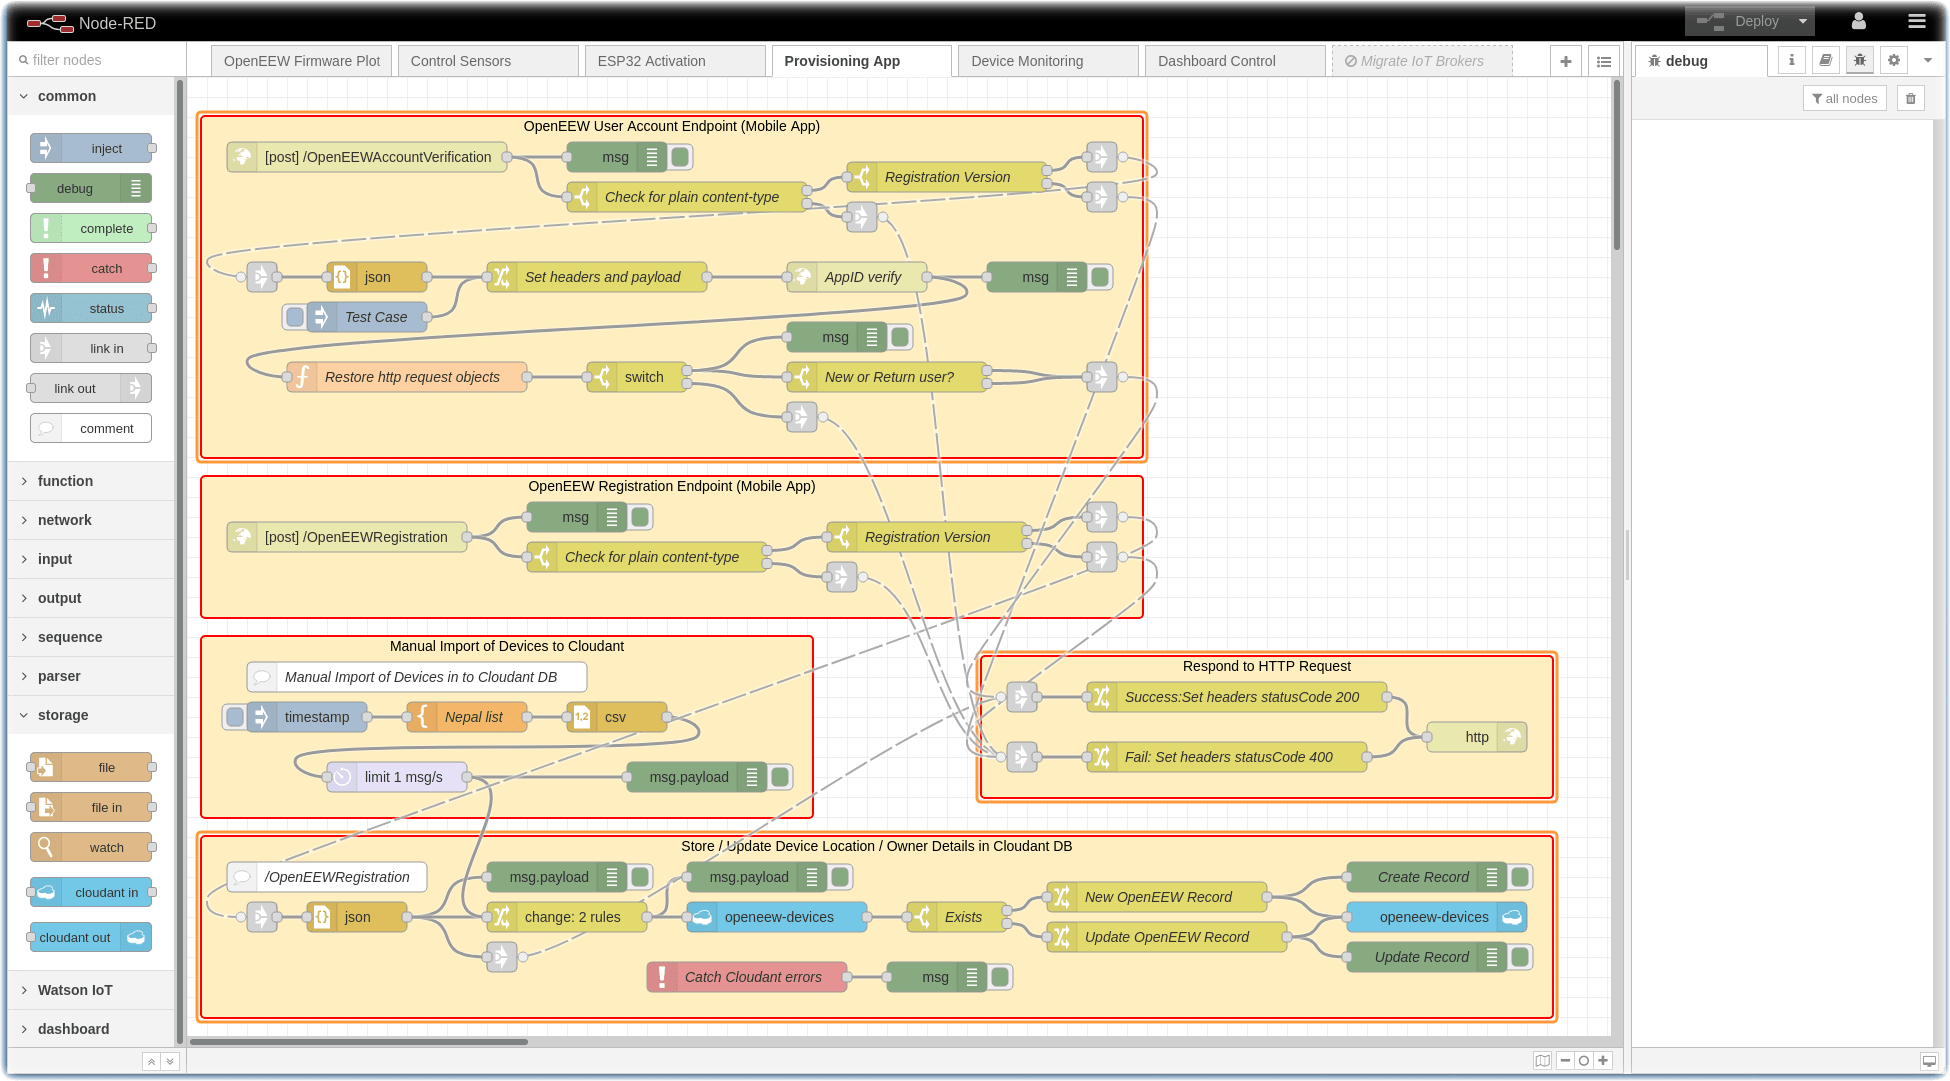 Node-RED
Deploy
filter nodes
OpenEEW Firmware Plot
Control Sensors
ESP32 Activation
Provisioning App
Device Monitoring
Dashboard Control
Migrate IoT Brokers
debug
all nodes
common
inject
debug
complete
catch
status
link in
link out
comment
function
network
input
output
sequence
parser
storage
file
file in
watch
cloudant in
cloudant out
Watson IoT
dashboard
OpenEEW User Account Endpoint (Mobile App)
[post] /OpenEEWAccountVerification
msg
Check for plain content-type
Registration Version
json
Set headers and payload
AppID verify
msg
Test Case
msg
Restore http request objects
switch
New or Return user?
OpenEEW Registration Endpoint (Mobile App)
[post] /OpenEEWRegistration
msg
Check for plain content-type
Registration Version
Manual Import of Devices to Cloudant
Manual Import of Devices in to Cloudant DB
timestamp
Nepal list
1,2
csv
limit 1 msg/s
msg.payload
Respond to HTTP Request
Success:Set headers statusCode 200
http
Fail: Set headers statusCode 400
Store / Update Device Location / Owner Details in Cloudant DB
/OpenEEWRegistration
msg.payload
msg.payload
Create Record
json
change: 2 rules
openeew-devices
Exists
New OpenEEW Record
openeew-devices
Update OpenEEW Record
Update Record
Catch Cloudant errors
msg